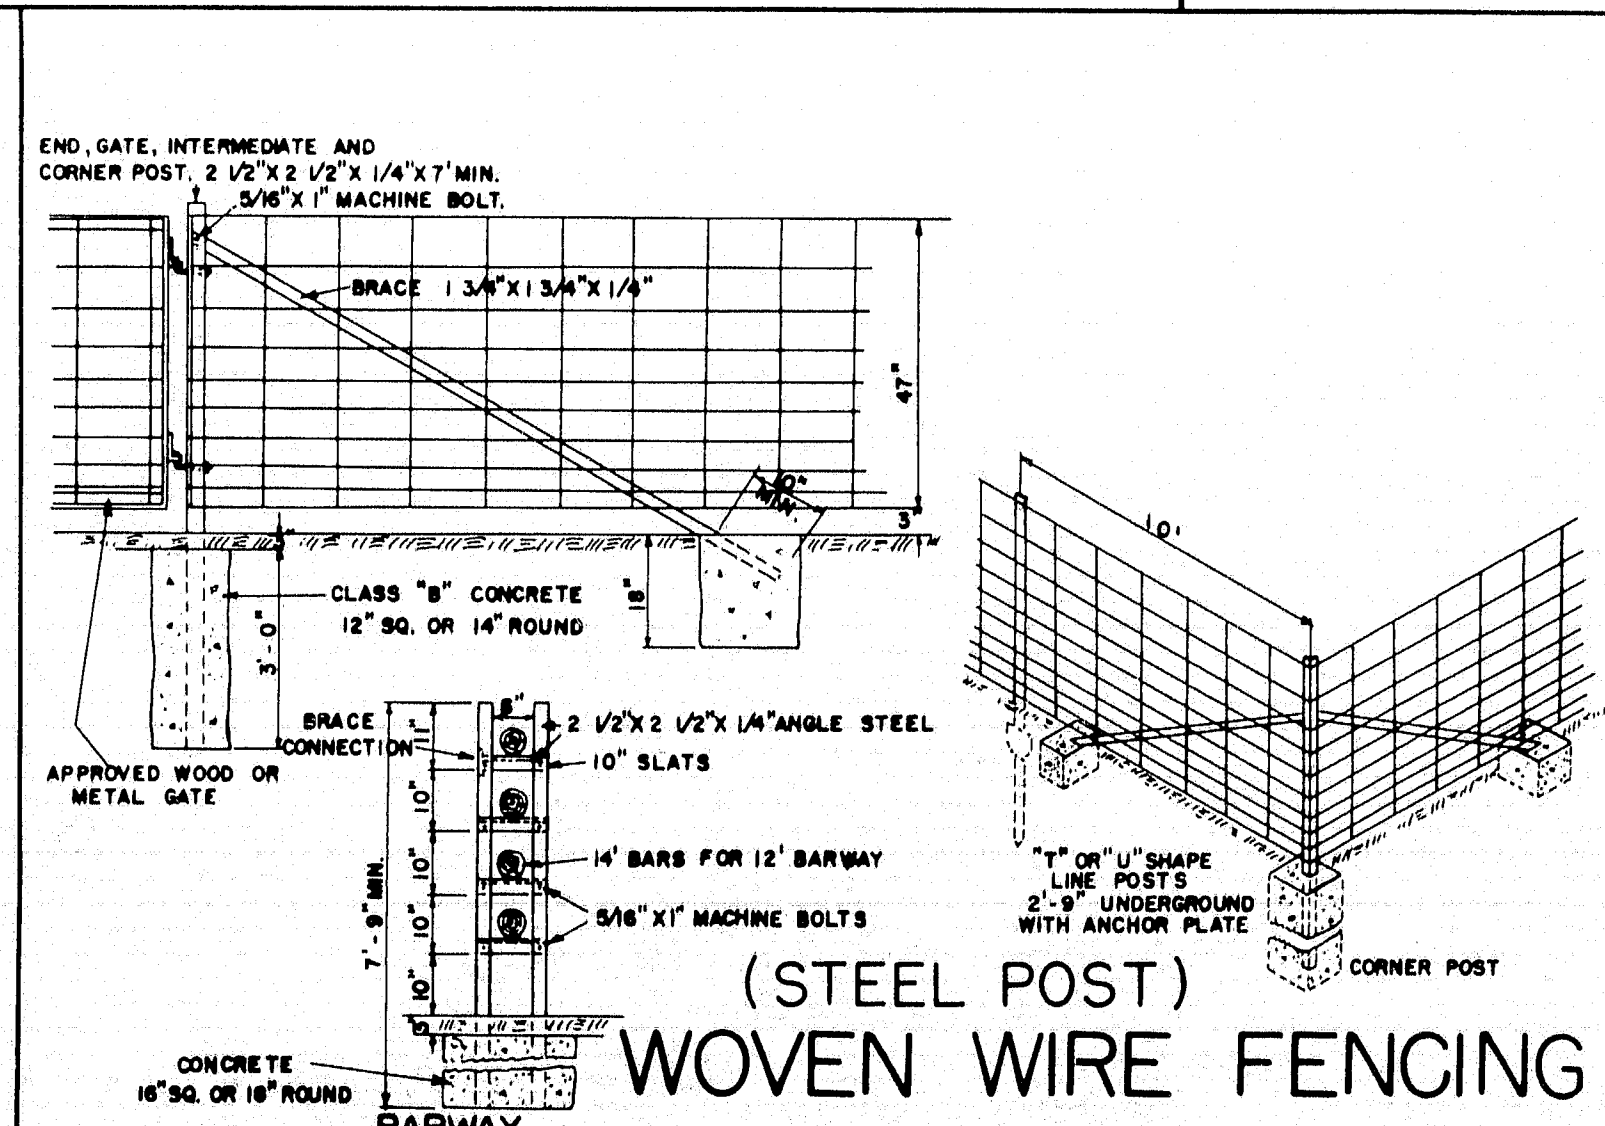 END, GATE, INTERMEDIATE AND
CORNER POST. 2 1/2"X 2 1/2"X 1/4"X 7' MIN.
5/16"X 1" MACHINE BOLT.
BRACE 1 3/4"X 1 3/4"X 1/4"
47"
10"
MIN.
3"
CLASS "B" CONCRETE
12" SQ. OR 14" ROUND
18"
3'-0"
APPROVED WOOD OR
METAL GATE
10'
"T" OR "U" SHAPE
LINE POSTS
2'-9" UNDERGROUND
WITH ANCHOR PLATE
CORNER POST
BRACE
CONNECTION
2 1/2"X 2 1/2"X 1/4" ANGLE STEEL
10" SLATS
14' BARS FOR 12' BARWAY
5/16" X 1" MACHINE BOLTS
11"
10"
10"
10"
10"
7'-9" MIN.
CONCRETE
16" SQ. OR 18" ROUND
BARWAY
(STEEL POST)
WOVEN WIRE FENCING